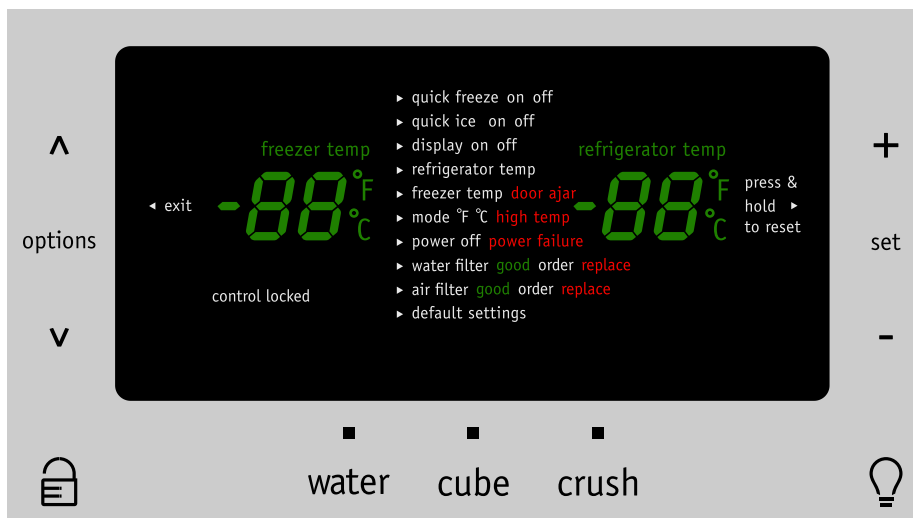 ▸ quick freeze on off
▸ quick ice on off
▸ display on off
freezer temp
refrigerator temp
▸ refrigerator temp
▸ freezer temp door ajar
▸ mode °F °C high temp
▸ power off power failure
▸ water filter good order replace
▸ air filter good order replace
▸ default settings
◂ exit
-88 °F °C
-88 °F °C
press &
hold ▸
to reset
control locked
^
options
v
+
set
-
water
cube
crush